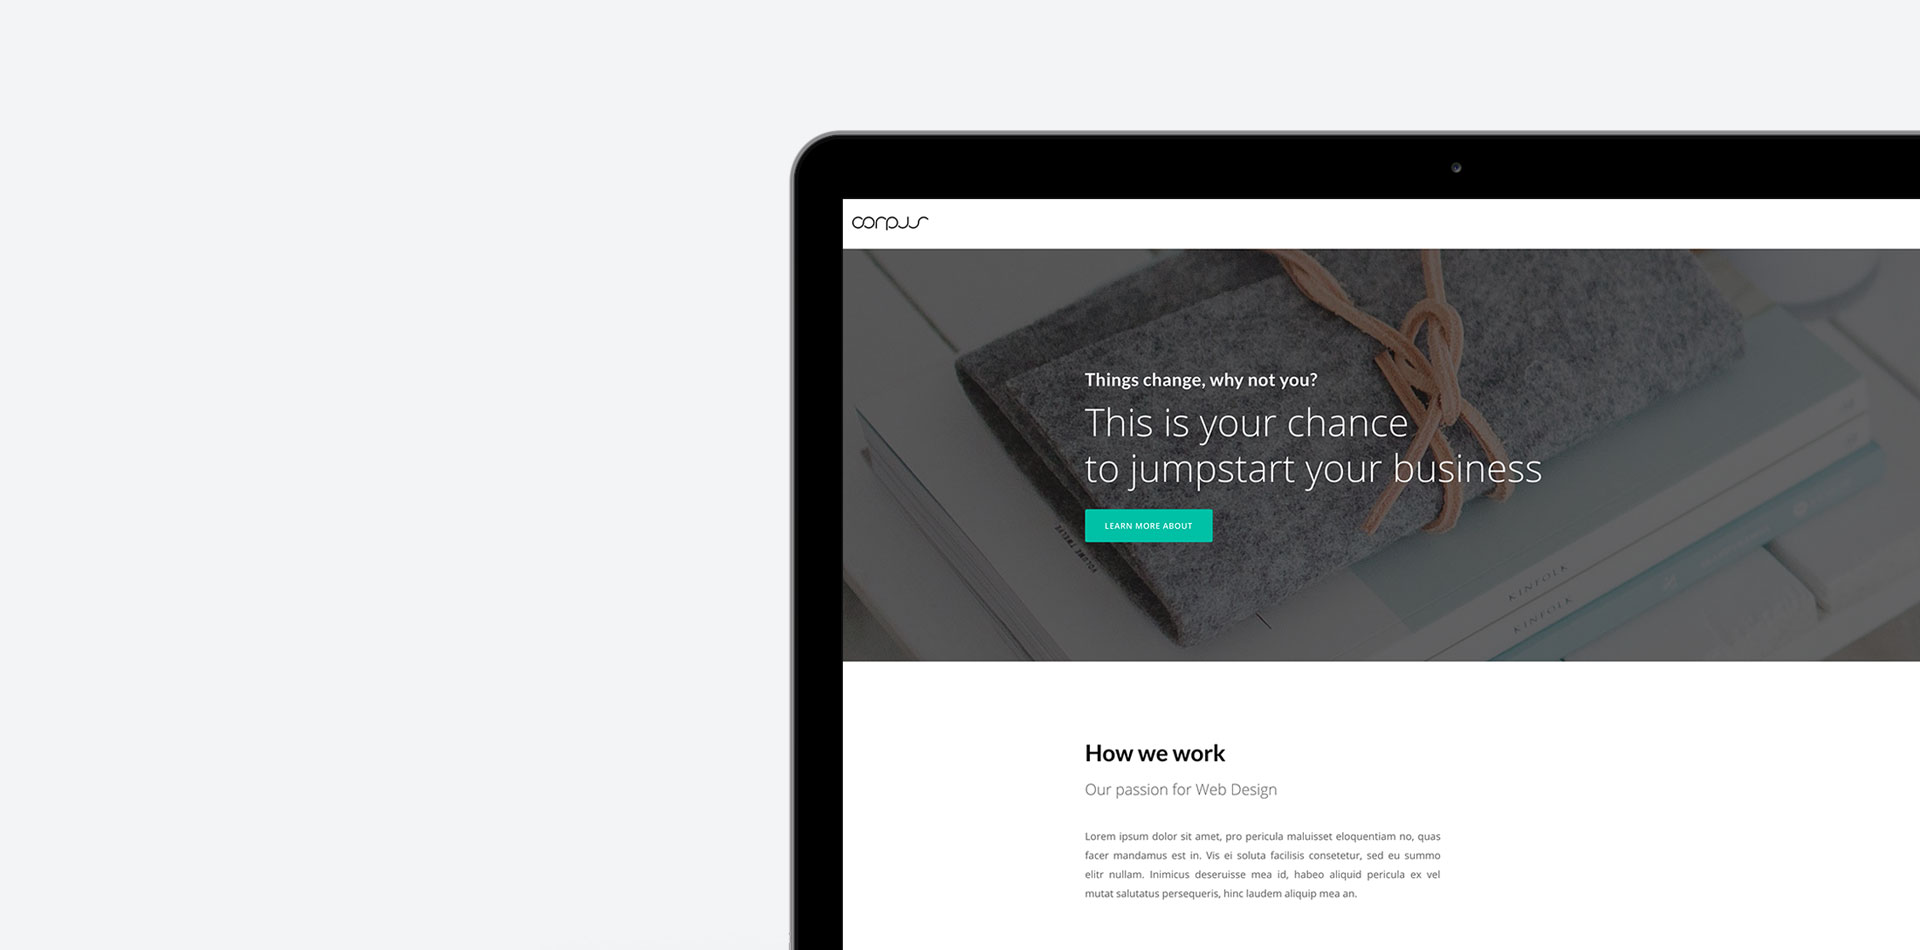 corpus
Things change, why not you?
This is your chance
to jumpstart your business
LEARN MORE ABOUT
VOLUME TWELVE
KINFOLK
KINFOLK
How we work
Our passion for Web Design
Lorem ipsum dolor sit amet, pro pericula maluisset eloquentiam no, quas
facer mandamus est in. Vis ei soluta facilisis consetetur, sed eu summo
elitr nullam. Inimicus deseruisse mea id, habeo aliquid pericula ex vel
mutat salutatus persequeris, hinc laudem aliquip mea an.